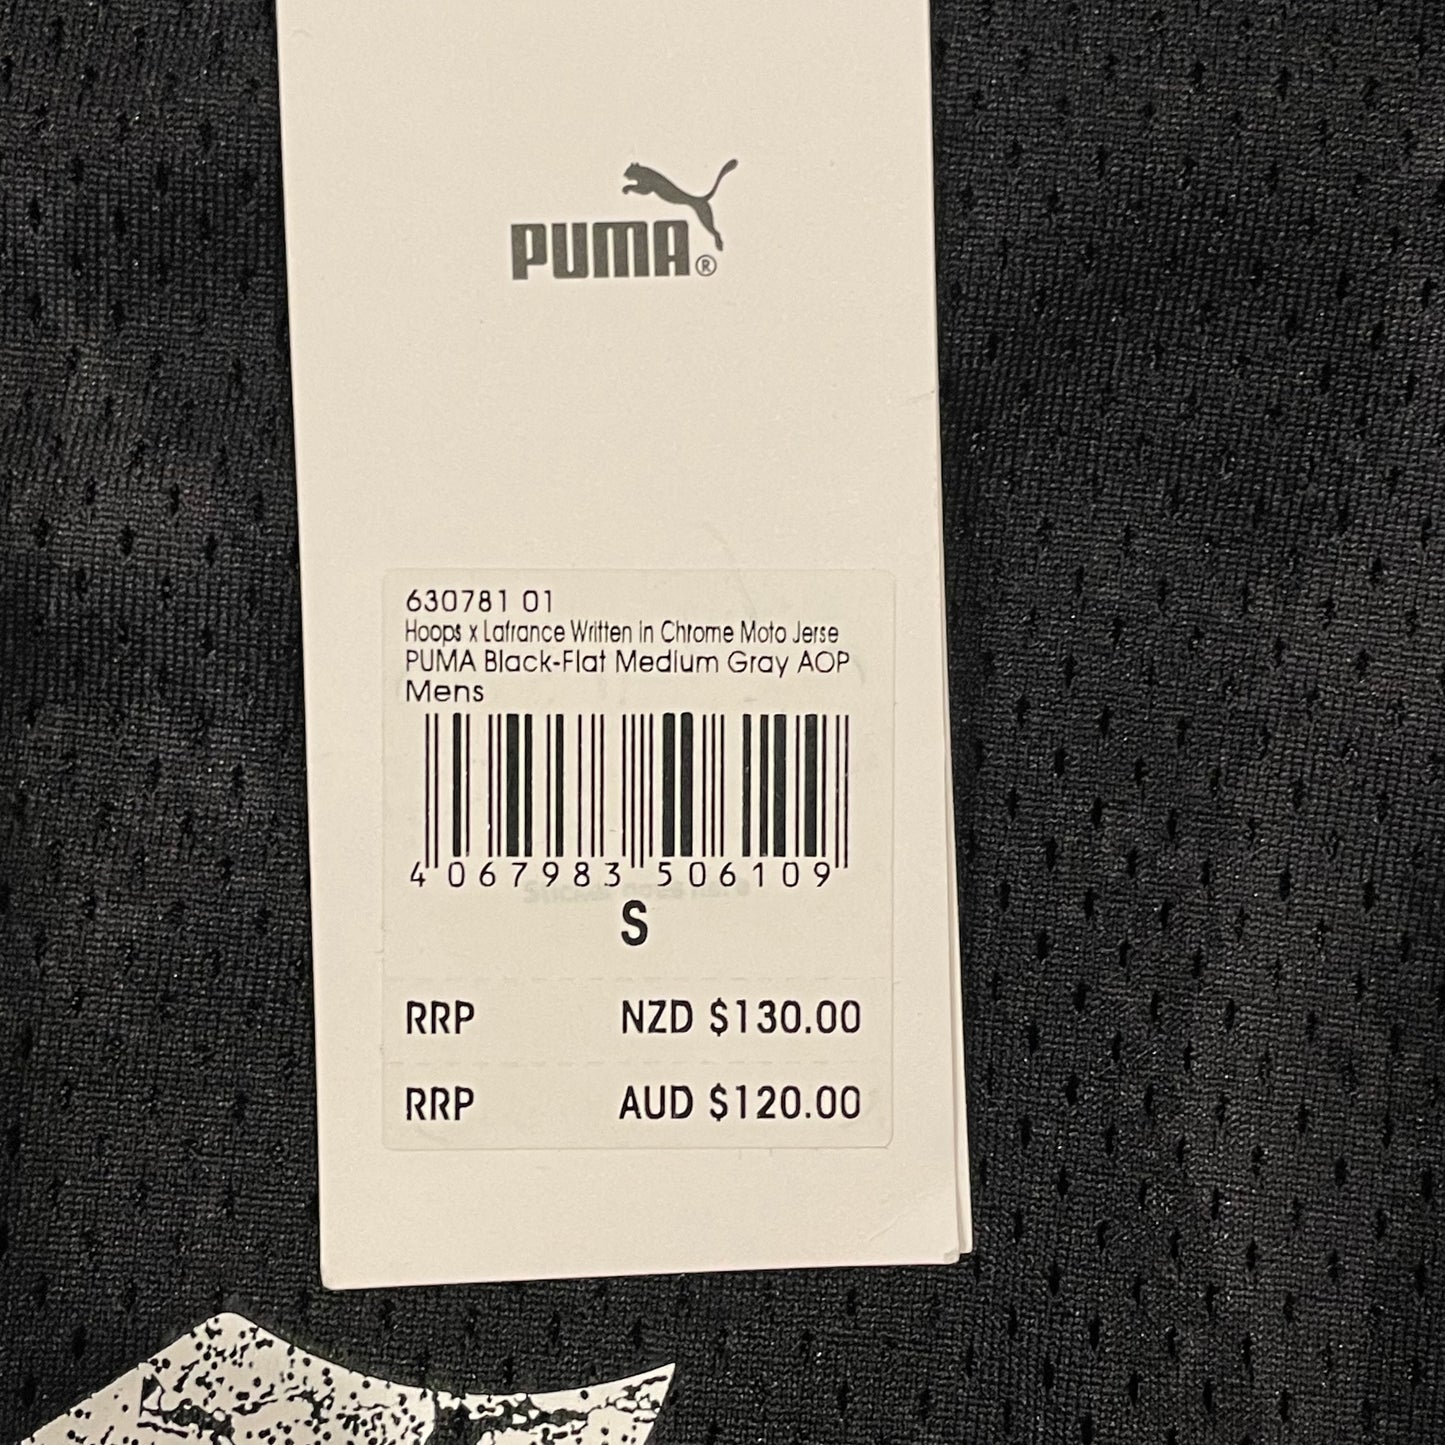 PUMA®
630781 01
Hoops x Lafrance Written in Chrome Moto Jerse
PUMA Black-Flat Medium Gray AOP
Mens
4 067983 506109
S
RRP NZD $130.00
RRP AUD $120.00